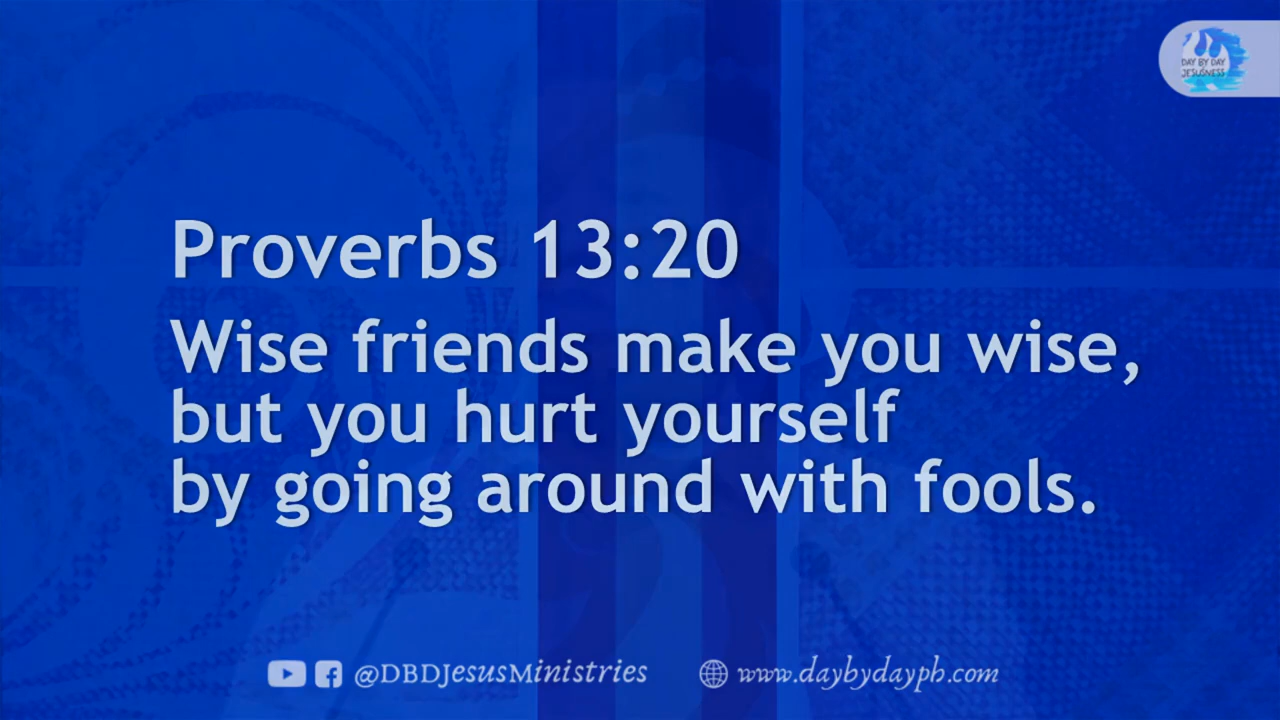 DAY BY DAY
JESUSNESS
Proverbs 13:20
Wise friends make you wise,
but you hurt yourself
by going around with fools.
@DBDJesusMinistries
www.daybydayph.com